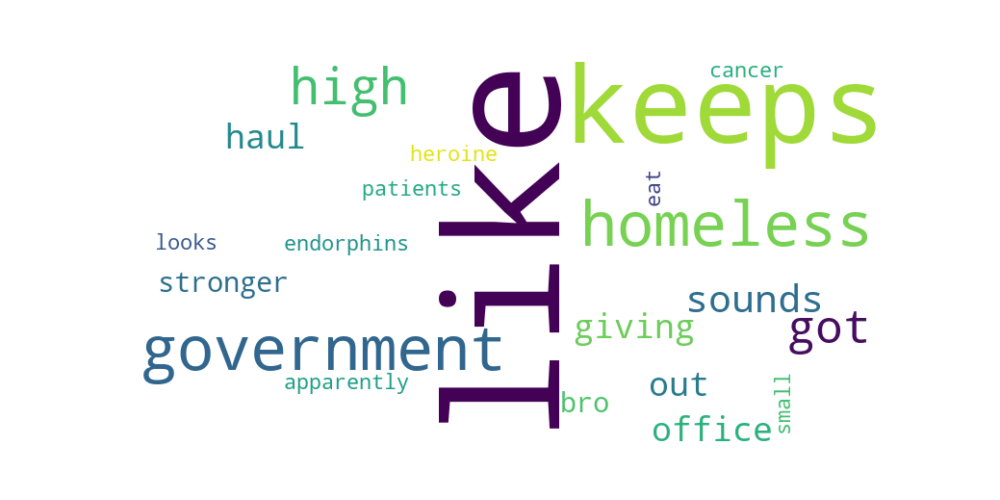 like
keeps
cancer
high
haul
heroine
patients
eat
homeless
looks
endorphins
stronger
sounds
giving
got
government
apparently
out
small
bro
office